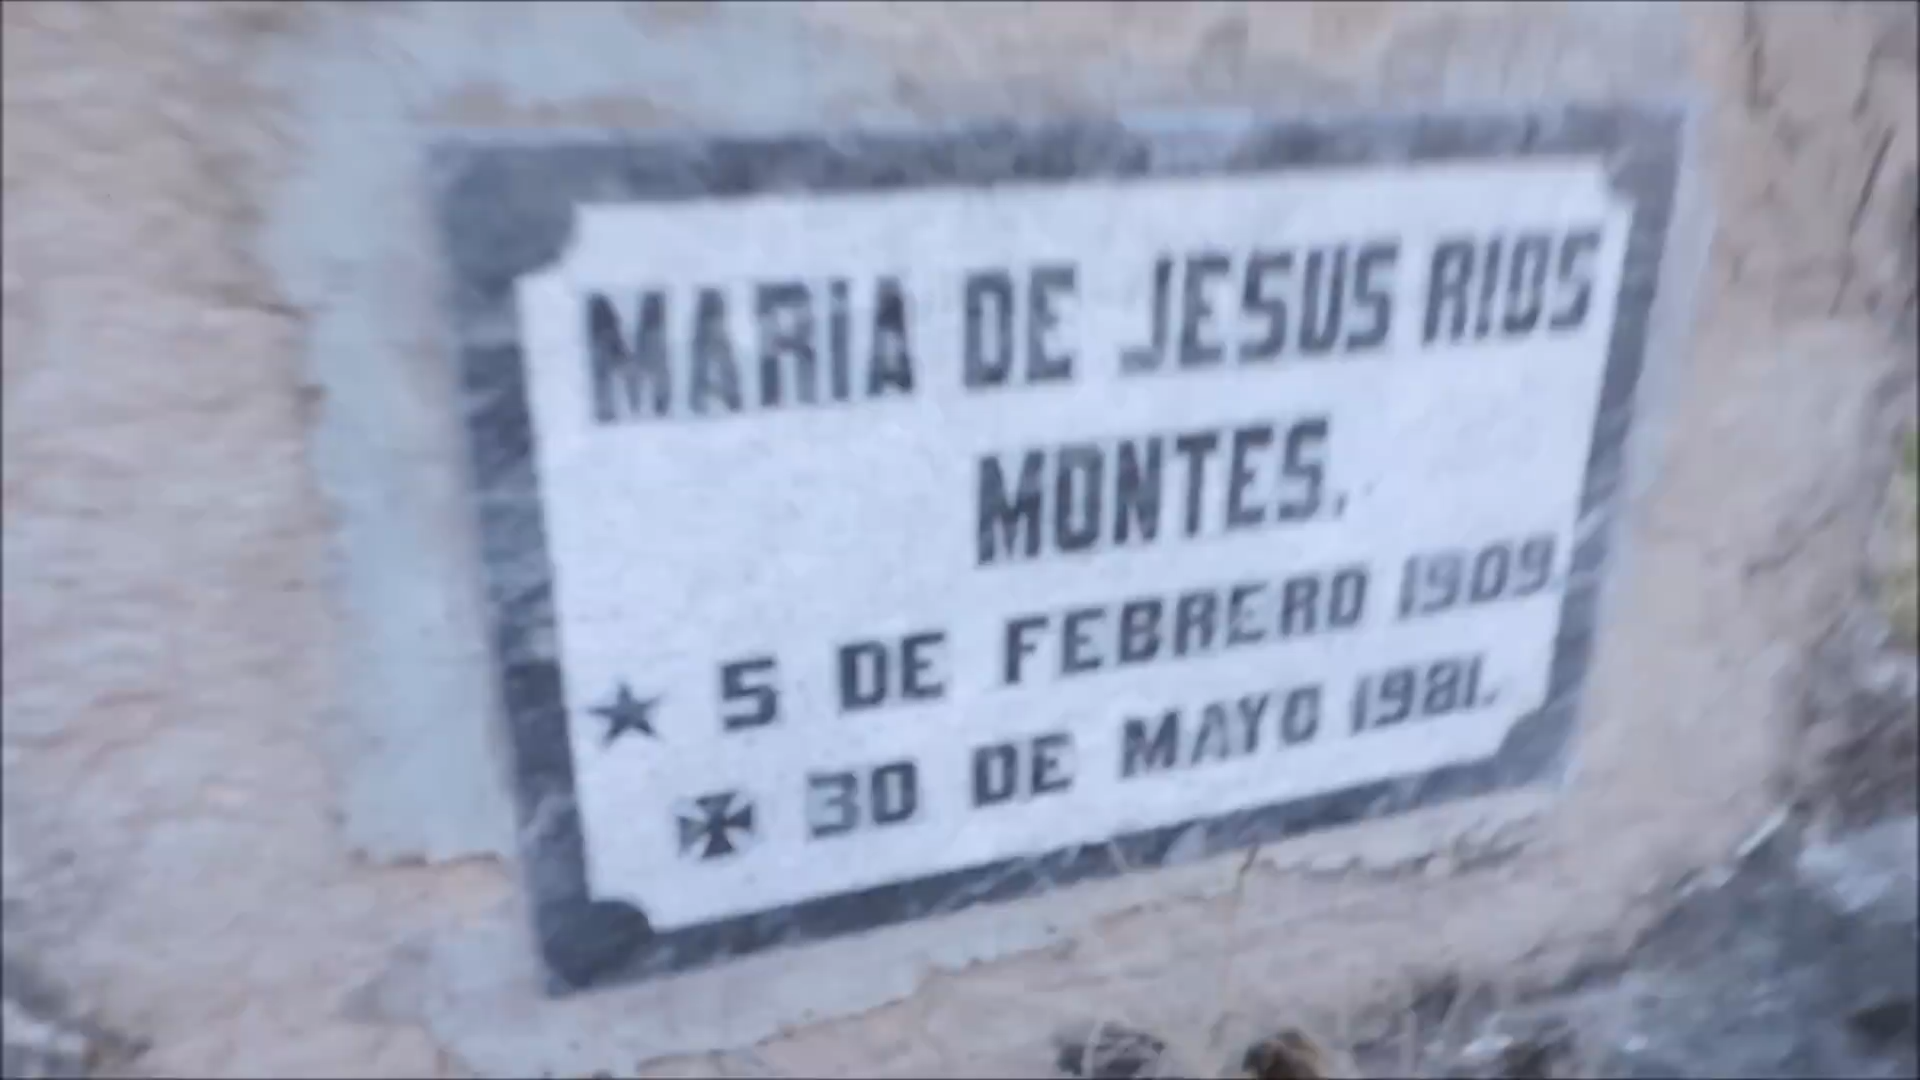 MARIA DE JESUS RIOS
MONTES.
★ 5 DE FEBRERO 1909.
✠ 30 DE MAYO 1981.